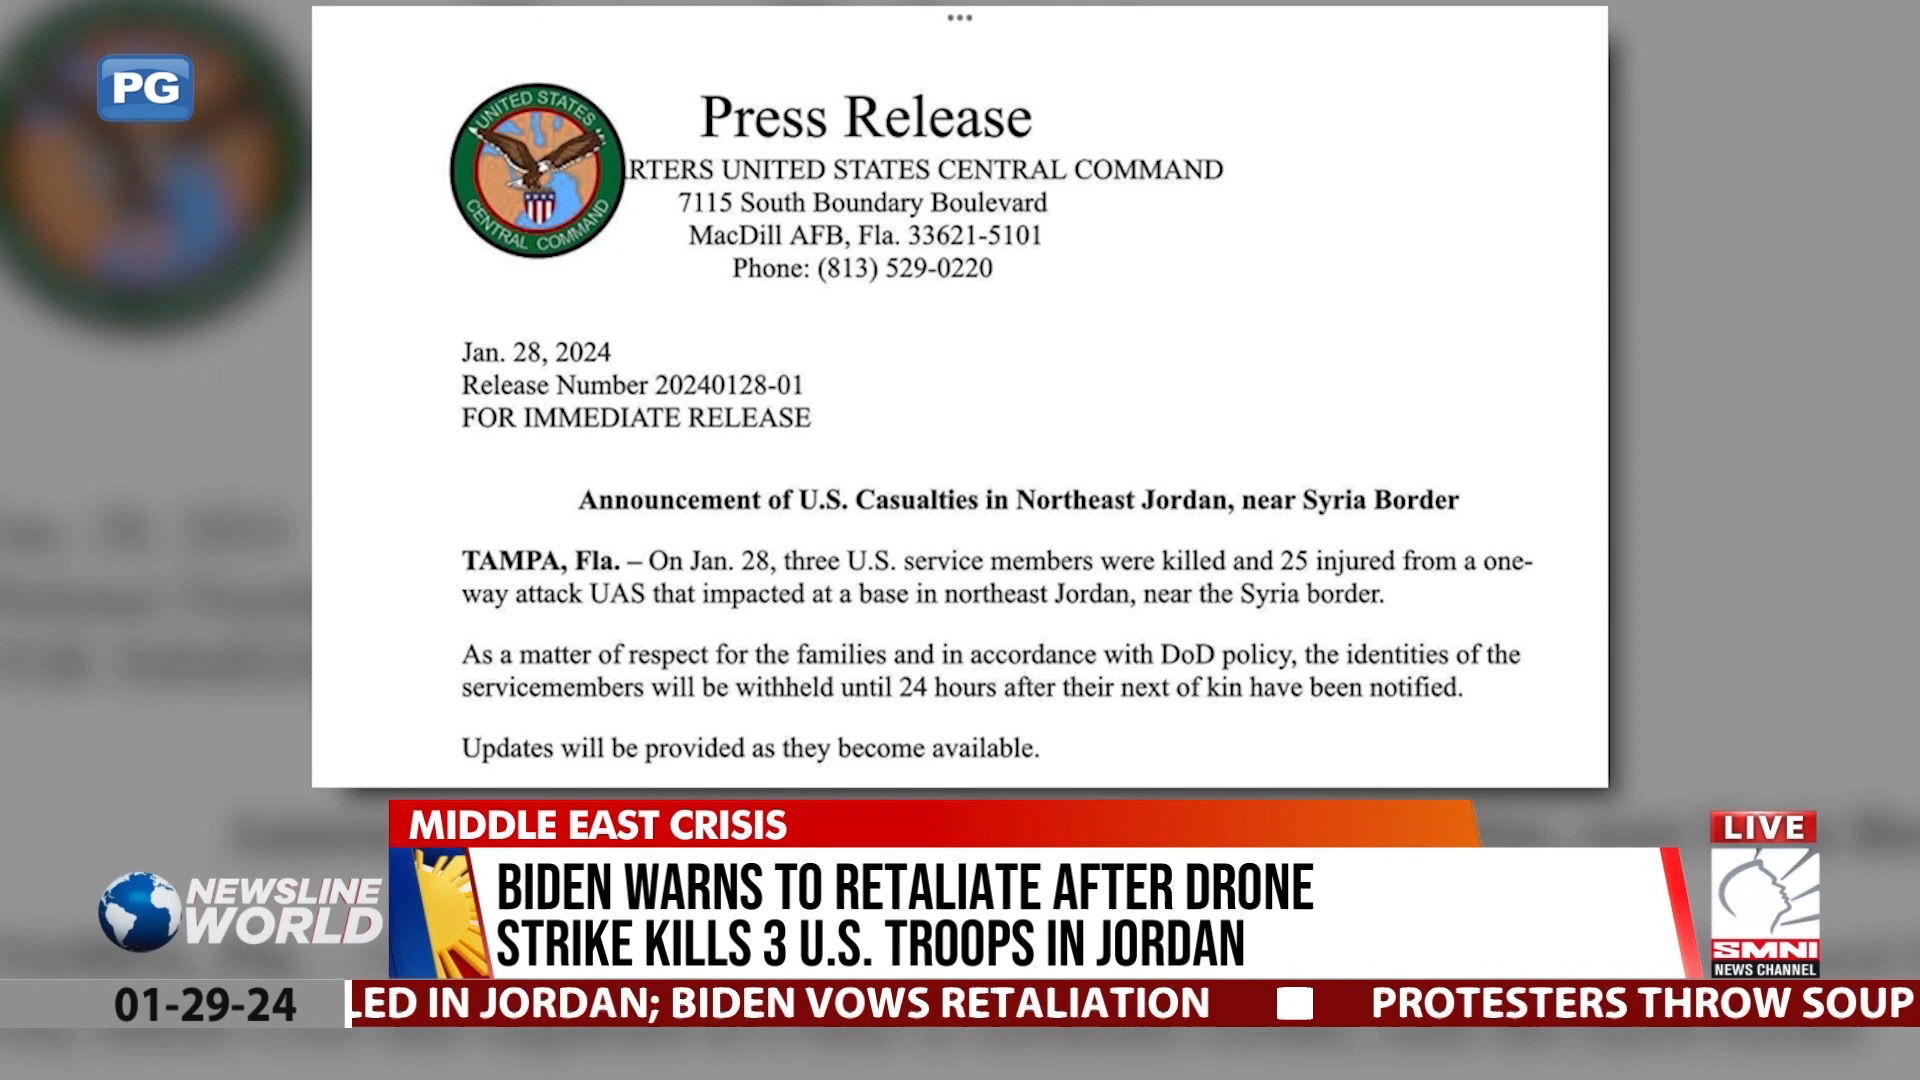 PG
UNITED STATES
CENTRAL COMMAND
Press Release
RTERS UNITED STATES CENTRAL COMMAND
7115 South Boundary Boulevard
MacDill AFB, Fla. 33621-5101
Phone: (813) 529-0220
Jan. 28, 2024
Release Number 20240128-01
FOR IMMEDIATE RELEASE
Announcement of U.S. Casualties in Northeast Jordan, near Syria Border
TAMPA, Fla. – On Jan. 28, three U.S. service members were killed and 25 injured from a one-
way attack UAS that impacted at a base in northeast Jordan, near the Syria border.
As a matter of respect for the families and in accordance with DoD policy, the identities of the
servicemembers will be withheld until 24 hours after their next of kin have been notified.
Updates will be provided as they become available.
MIDDLE EAST CRISIS
BIDEN WARNS TO RETALIATE AFTER DRONE
STRIKE KILLS 3 U.S. TROOPS IN JORDAN
NEWSLINE
WORLD
LIVE
SMNI
NEWS CHANNEL
01-29-24
LED IN JORDAN; BIDEN VOWS RETALIATION
PROTESTERS THROW SOUP